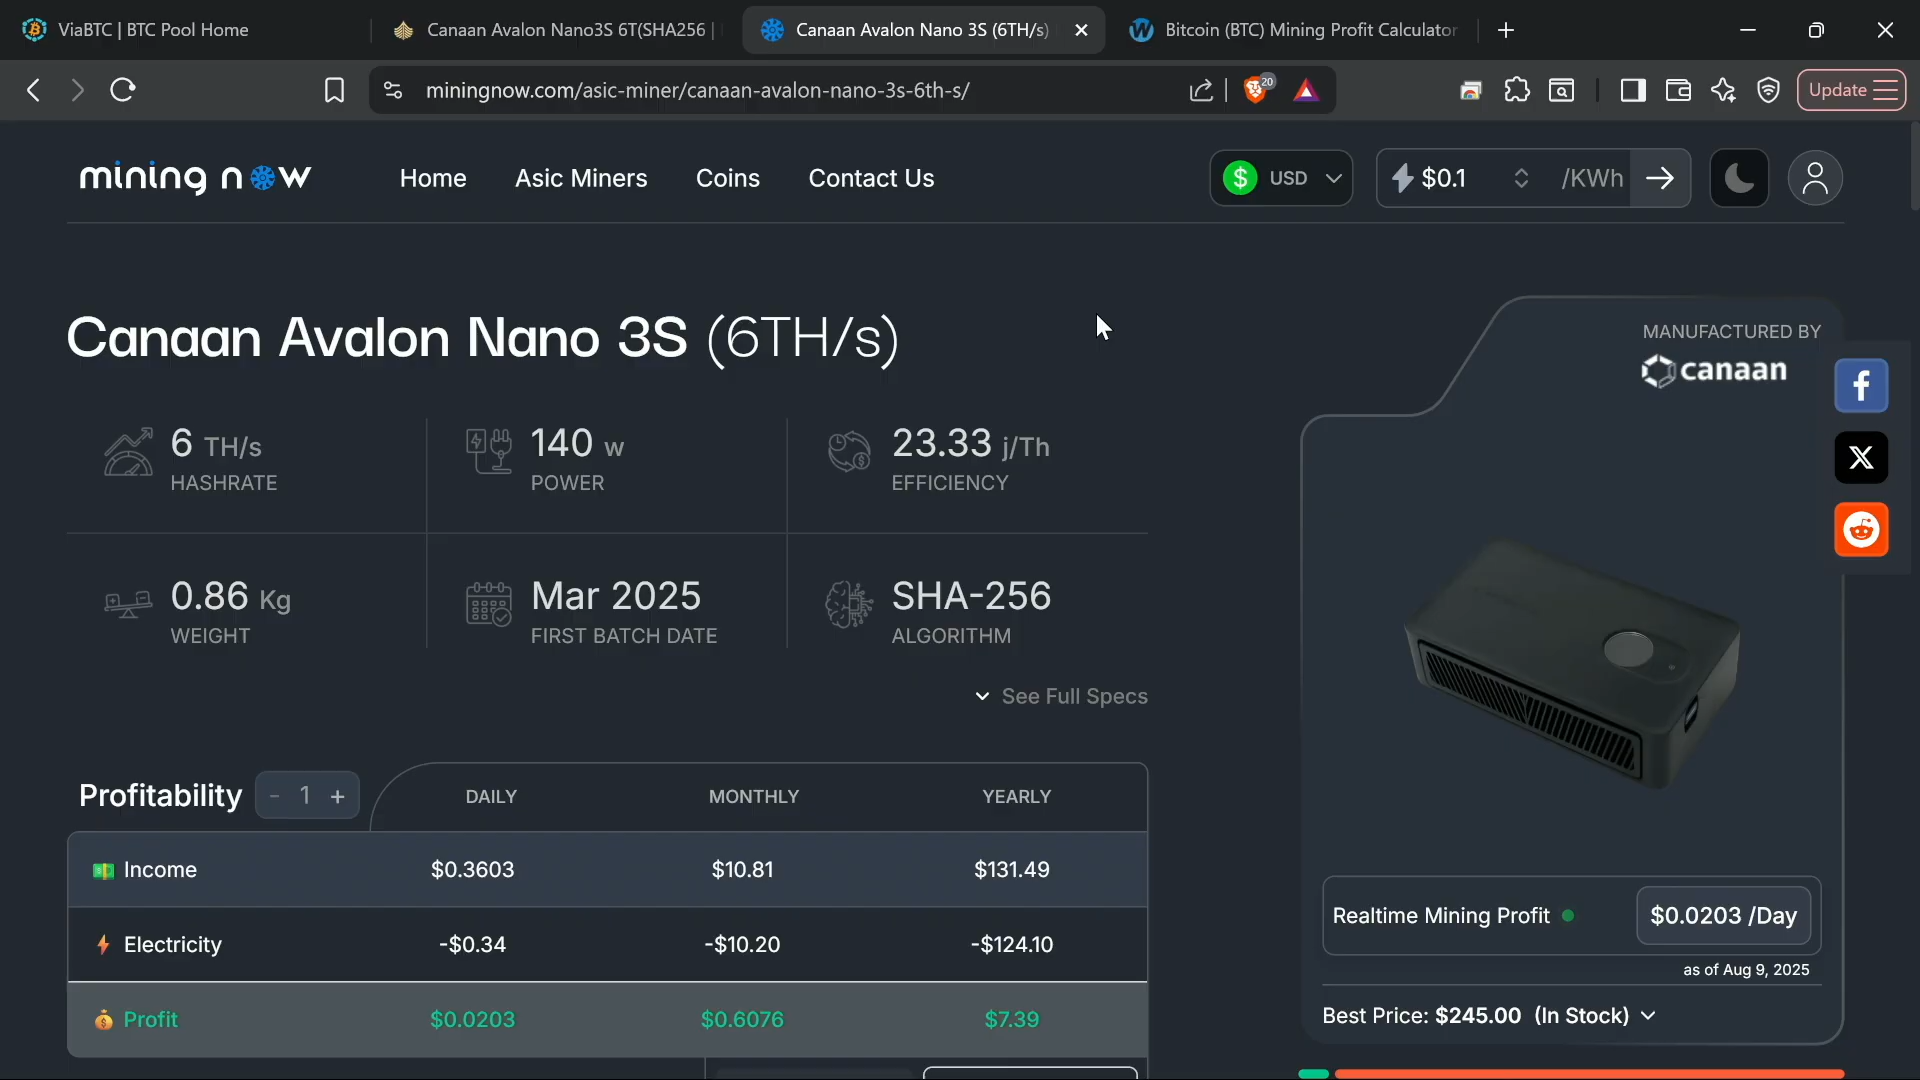 ViaBTC | BTC Pool Home
Canaan Avalon Nano3S 6T(SHA256 |
Canaan Avalon Nano 3S (6TH/s)
Bitcoin (BTC) Mining Profit Calculator
miningnow.com/asic-miner/canaan-avalon-nano-3s-6th-s/
20
Update
mining now
Home
Asic Miners
Coins
Contact Us
$ USD
$0.1 /KWh
Canaan Avalon Nano 3S (6TH/s)
MANUFACTURED BY
canaan
6 TH/s
HASHRATE
140 w
POWER
23.33 j/Th
EFFICIENCY
0.86 Kg
WEIGHT
Mar 2025
FIRST BATCH DATE
SHA-256
ALGORITHM
See Full Specs
Profitability - 1 +
DAILY MONTHLY YEARLY
Income $0.3603 $10.81 $131.49
Electricity -$0.34 -$10.20 -$124.10
Profit $0.0203 $0.6076 $7.39
Realtime Mining Profit $0.0203 /Day
as of Aug 9, 2025
Best Price: $245.00 (In Stock)